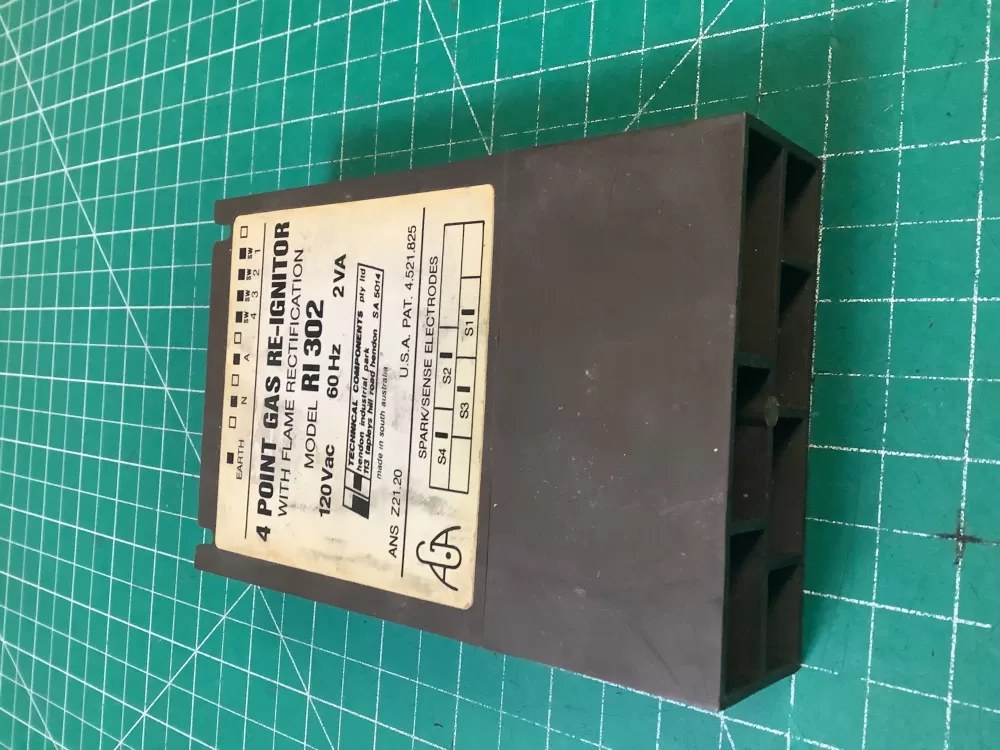 EARTH N A 4 3 2 1
SW SW SW SW
4 POINT GAS RE-IGNITOR
WITH FLAME RECTIFICATION
MODEL RI 302
120Vac 60Hz 2VA
TECHNICAL COMPONENTS pty ltd
hendon industrial park
113 tapleys hill road hendon SA 5014
made in south australia
ANS Z21.20 U.S.A. PAT. 4.521.825
SPARK/SENSE ELECTRODES
S4 S2
S3 S1
AGA